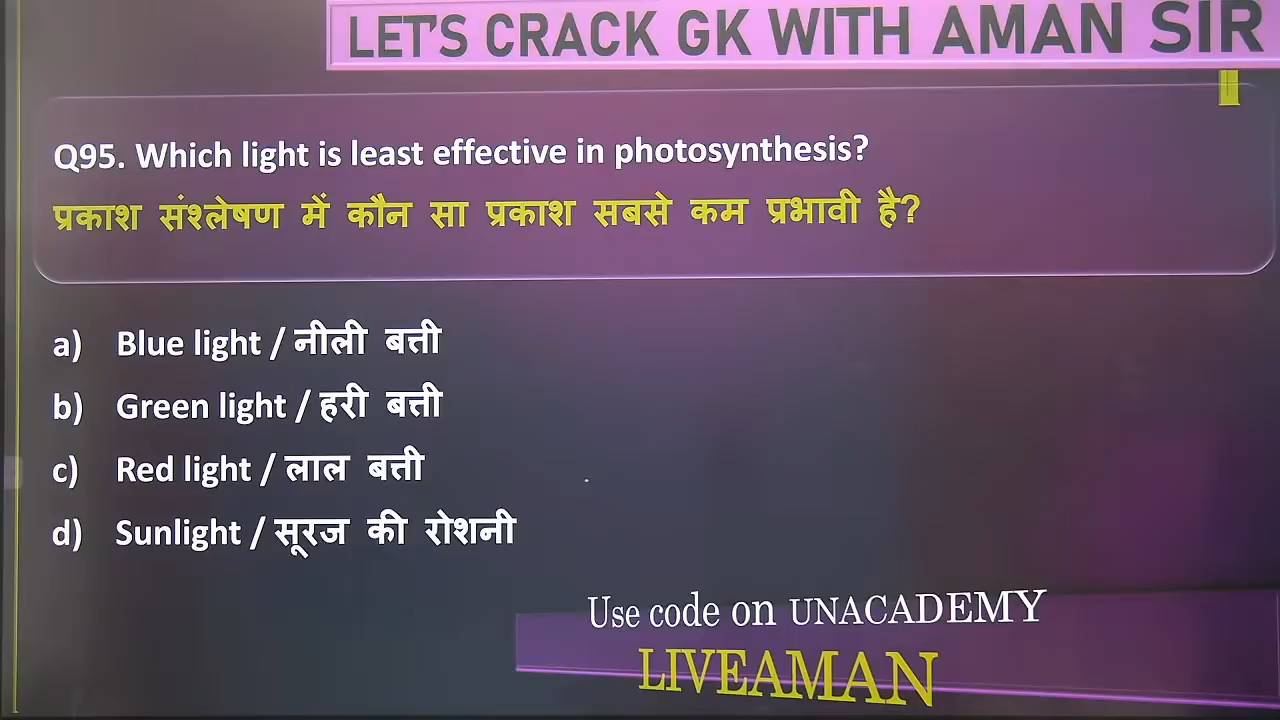 LET'S CRACK GK WITH AMAN SIR
Q95. Which light is least effective in photosynthesis?
प्रकाश संश्लेषण में कौन सा प्रकाश सबसे कम प्रभावी है?
a) Blue light / नीली बत्ती
b) Green light / हरी बत्ती
c) Red light / लाल बत्ती
d) Sunlight / सूरज की रोशनी
Use code on UNACADEMY
LIVEAMAN